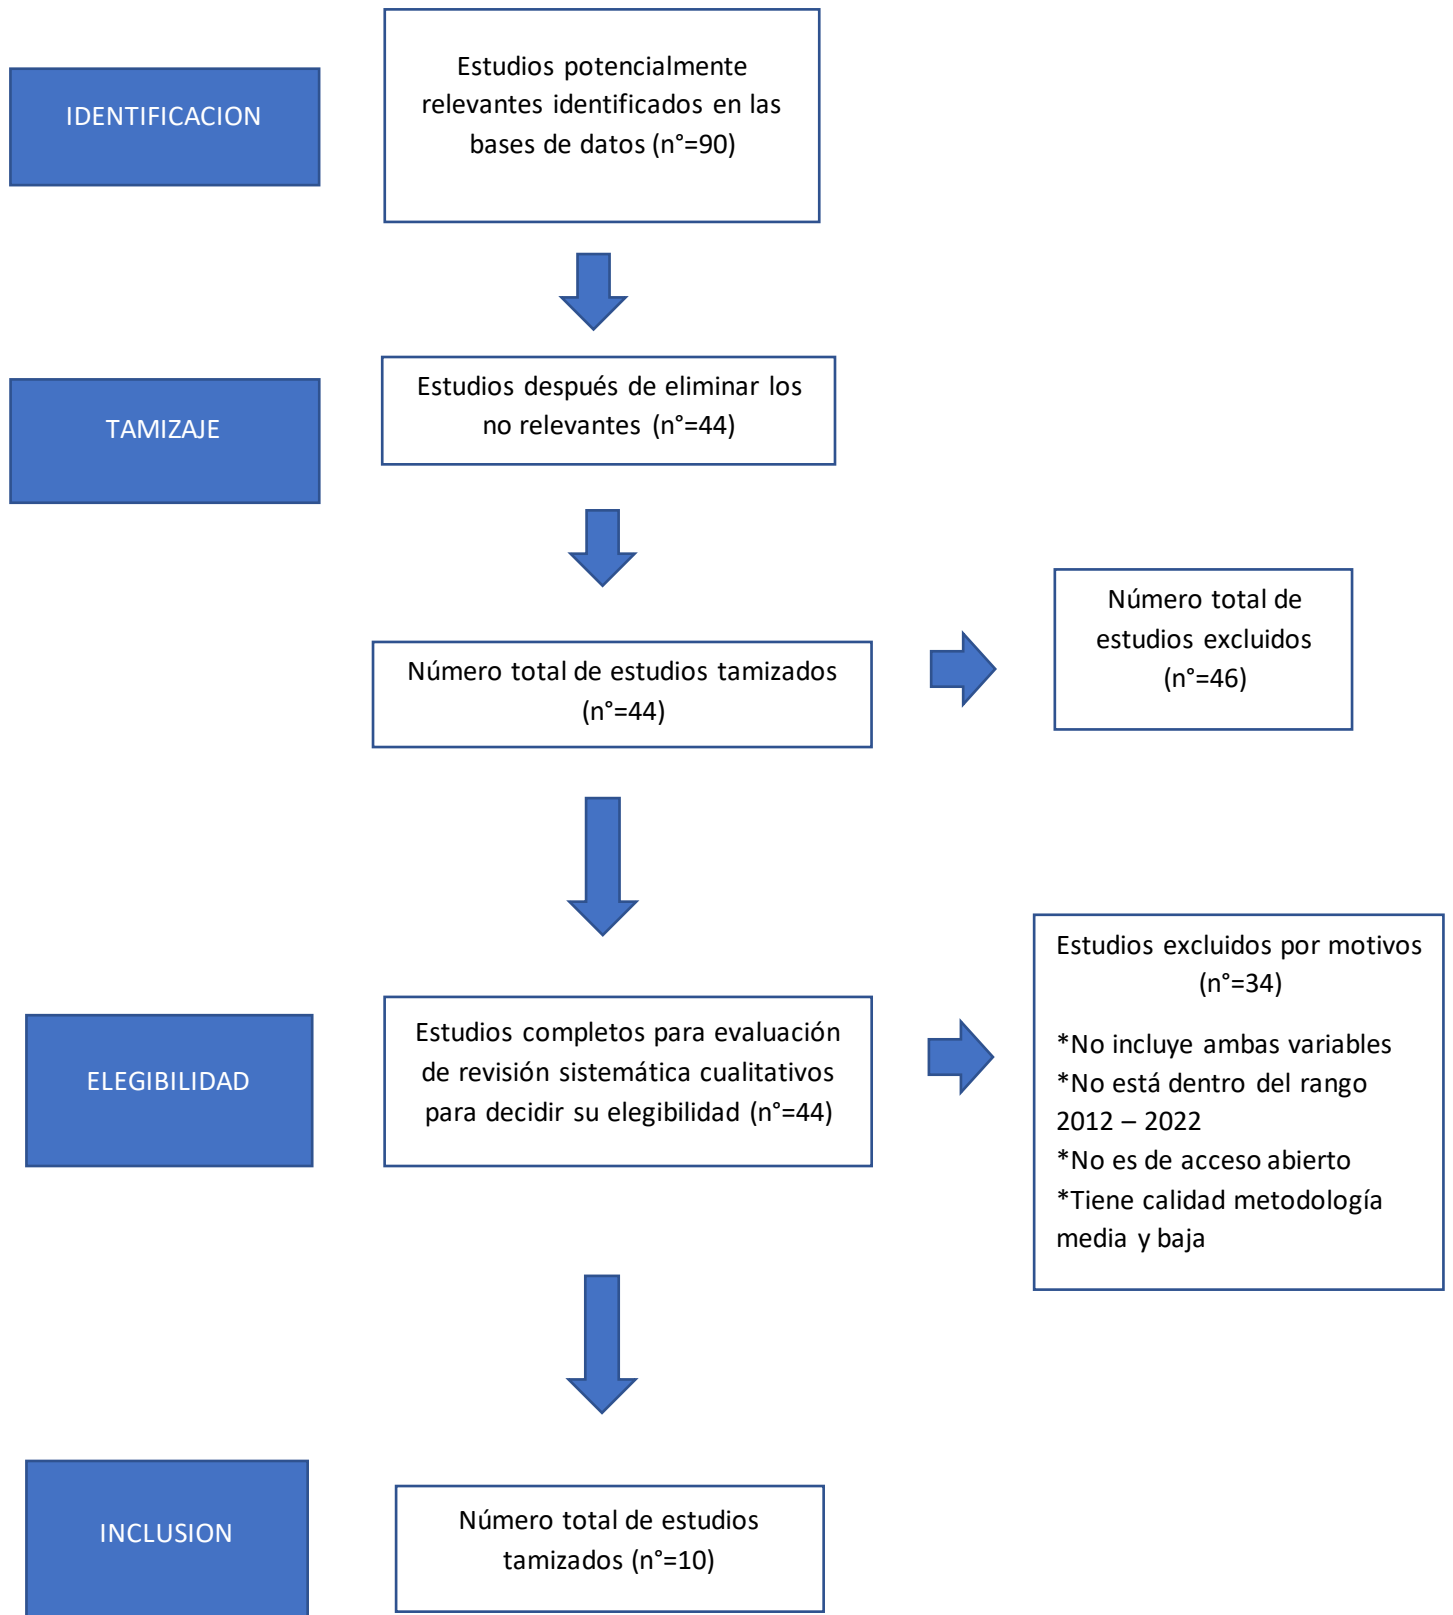 IDENTIFICACION
Estudios potencialmente
relevantes identificados en las
bases de datos (n°=90)
TAMIZAJE
Estudios después de eliminar los
no relevantes (n°=44)
Número total de estudios tamizados
(n°=44)
Número total de
estudios excluidos
(n°=46)
ELEGIBILIDAD
Estudios completos para evaluación
de revisión sistemática cualitativos
para decidir su elegibilidad (n°=44)
Estudios excluidos por motivos
(n°=34)
*No incluye ambas variables
*No está dentro del rango
2012 – 2022
*No es de acceso abierto
*Tiene calidad metodología
media y baja
INCLUSION
Número total de estudios
tamizados (n°=10)